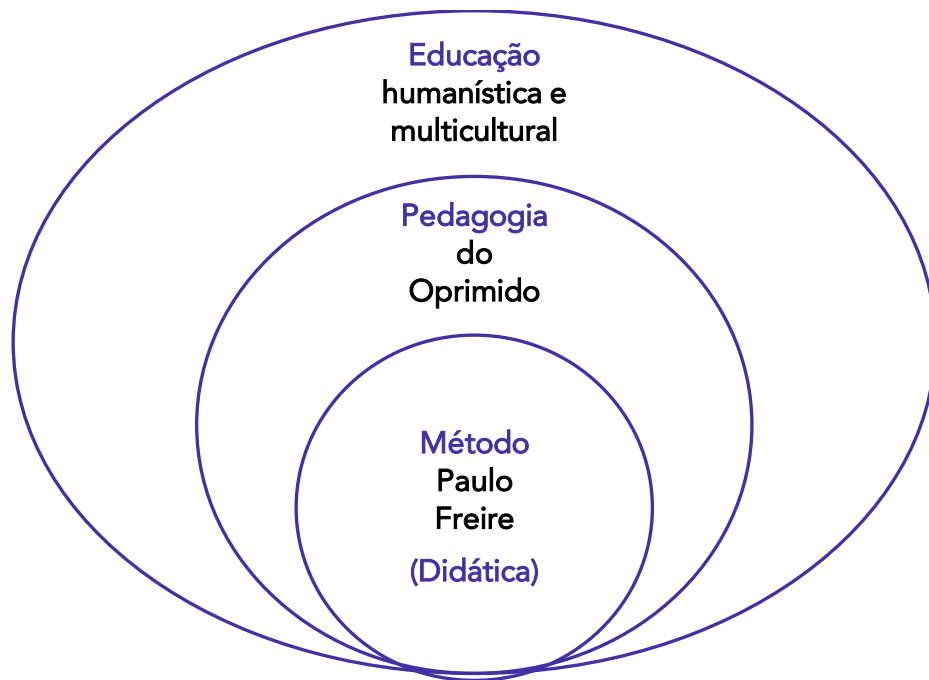 Educação
humanística e
multicultural
Pedagogia
do
Oprimido
Método
Paulo
Freire
(Didática)